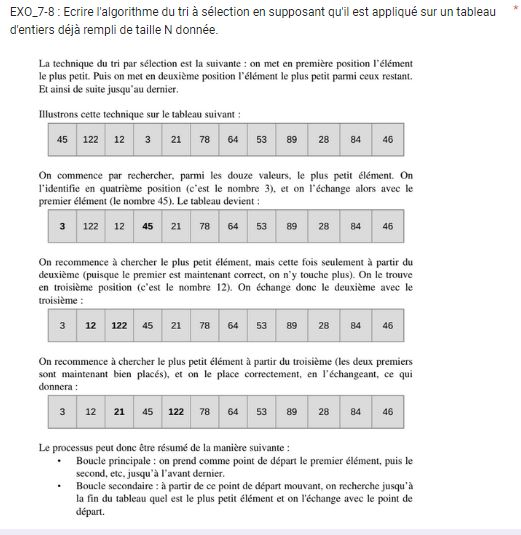 EXO_7-8 : Ecrire l'algorithme du tri à sélection en supposant qu'il est appliqué sur un tableau *
d'entiers déjà rempli de taille N donnée.
La technique du tri par sélection est la suivante : on met en première position l'élément
le plus petit. Puis on met en deuxième position l'élément le plus petit parmi ceux restant.
Et ainsi de suite jusqu'au dernier.
Illustrons cette technique sur le tableau suivant :
45 122 12 3 21 78 64 53 89 28 84 46
On commence par rechercher, parmi les douze valeurs, le plus petit élément. On
l'identifie en quatrième position (c'est le nombre 3), et on l'échange alors avec le
premier élément (le nombre 45). Le tableau devient :
3 122 12 45 21 78 64 53 89 28 84 46
On recommence à chercher le plus petit élément, mais cette fois seulement à partir du
deuxième (puisque le premier est maintenant correct, on n'y touche plus). On le trouve
en troisième position (c'est le nombre 12). On échange donc le deuxième avec le
troisième :
3 12 122 45 21 78 64 53 89 28 84 46
On recommence à chercher le plus petit élément à partir du troisième (les deux premiers
sont maintenant bien placés), et on le place correctement, en l'échangeant, ce qui
donnera :
3 12 21 45 122 78 64 53 89 28 84 46
Le processus peut donc être résumé de la manière suivante :
• Boucle principale : on prend comme point de départ le premier élément, puis le
second, etc, jusqu'à l'avant dernier.
• Boucle secondaire : à partir de ce point de départ mouvant, on recherche jusqu'à
la fin du tableau quel est le plus petit élément et on l'échange avec le point de
départ.